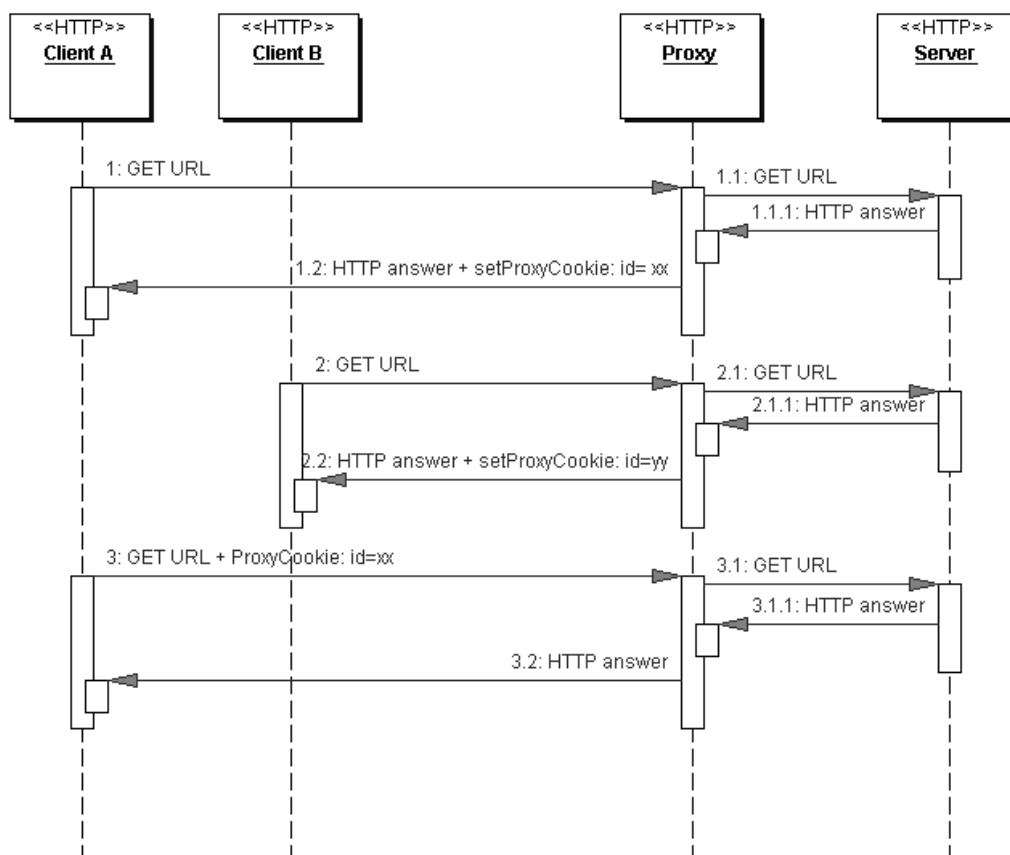 <<HTTP>>
Client A
<<HTTP>>
Client B
<<HTTP>>
Proxy
<<HTTP>>
Server
1: GET URL
1.1: GET URL
1.1.1: HTTP answer
1.2: HTTP answer + setProxyCookie: id= xx
2: GET URL
2.1: GET URL
2.1.1: HTTP answer
2.2: HTTP answer + setProxyCookie: id=yy
3: GET URL + ProxyCookie: id=xx
3.1: GET URL
3.1.1: HTTP answer
3.2: HTTP answer